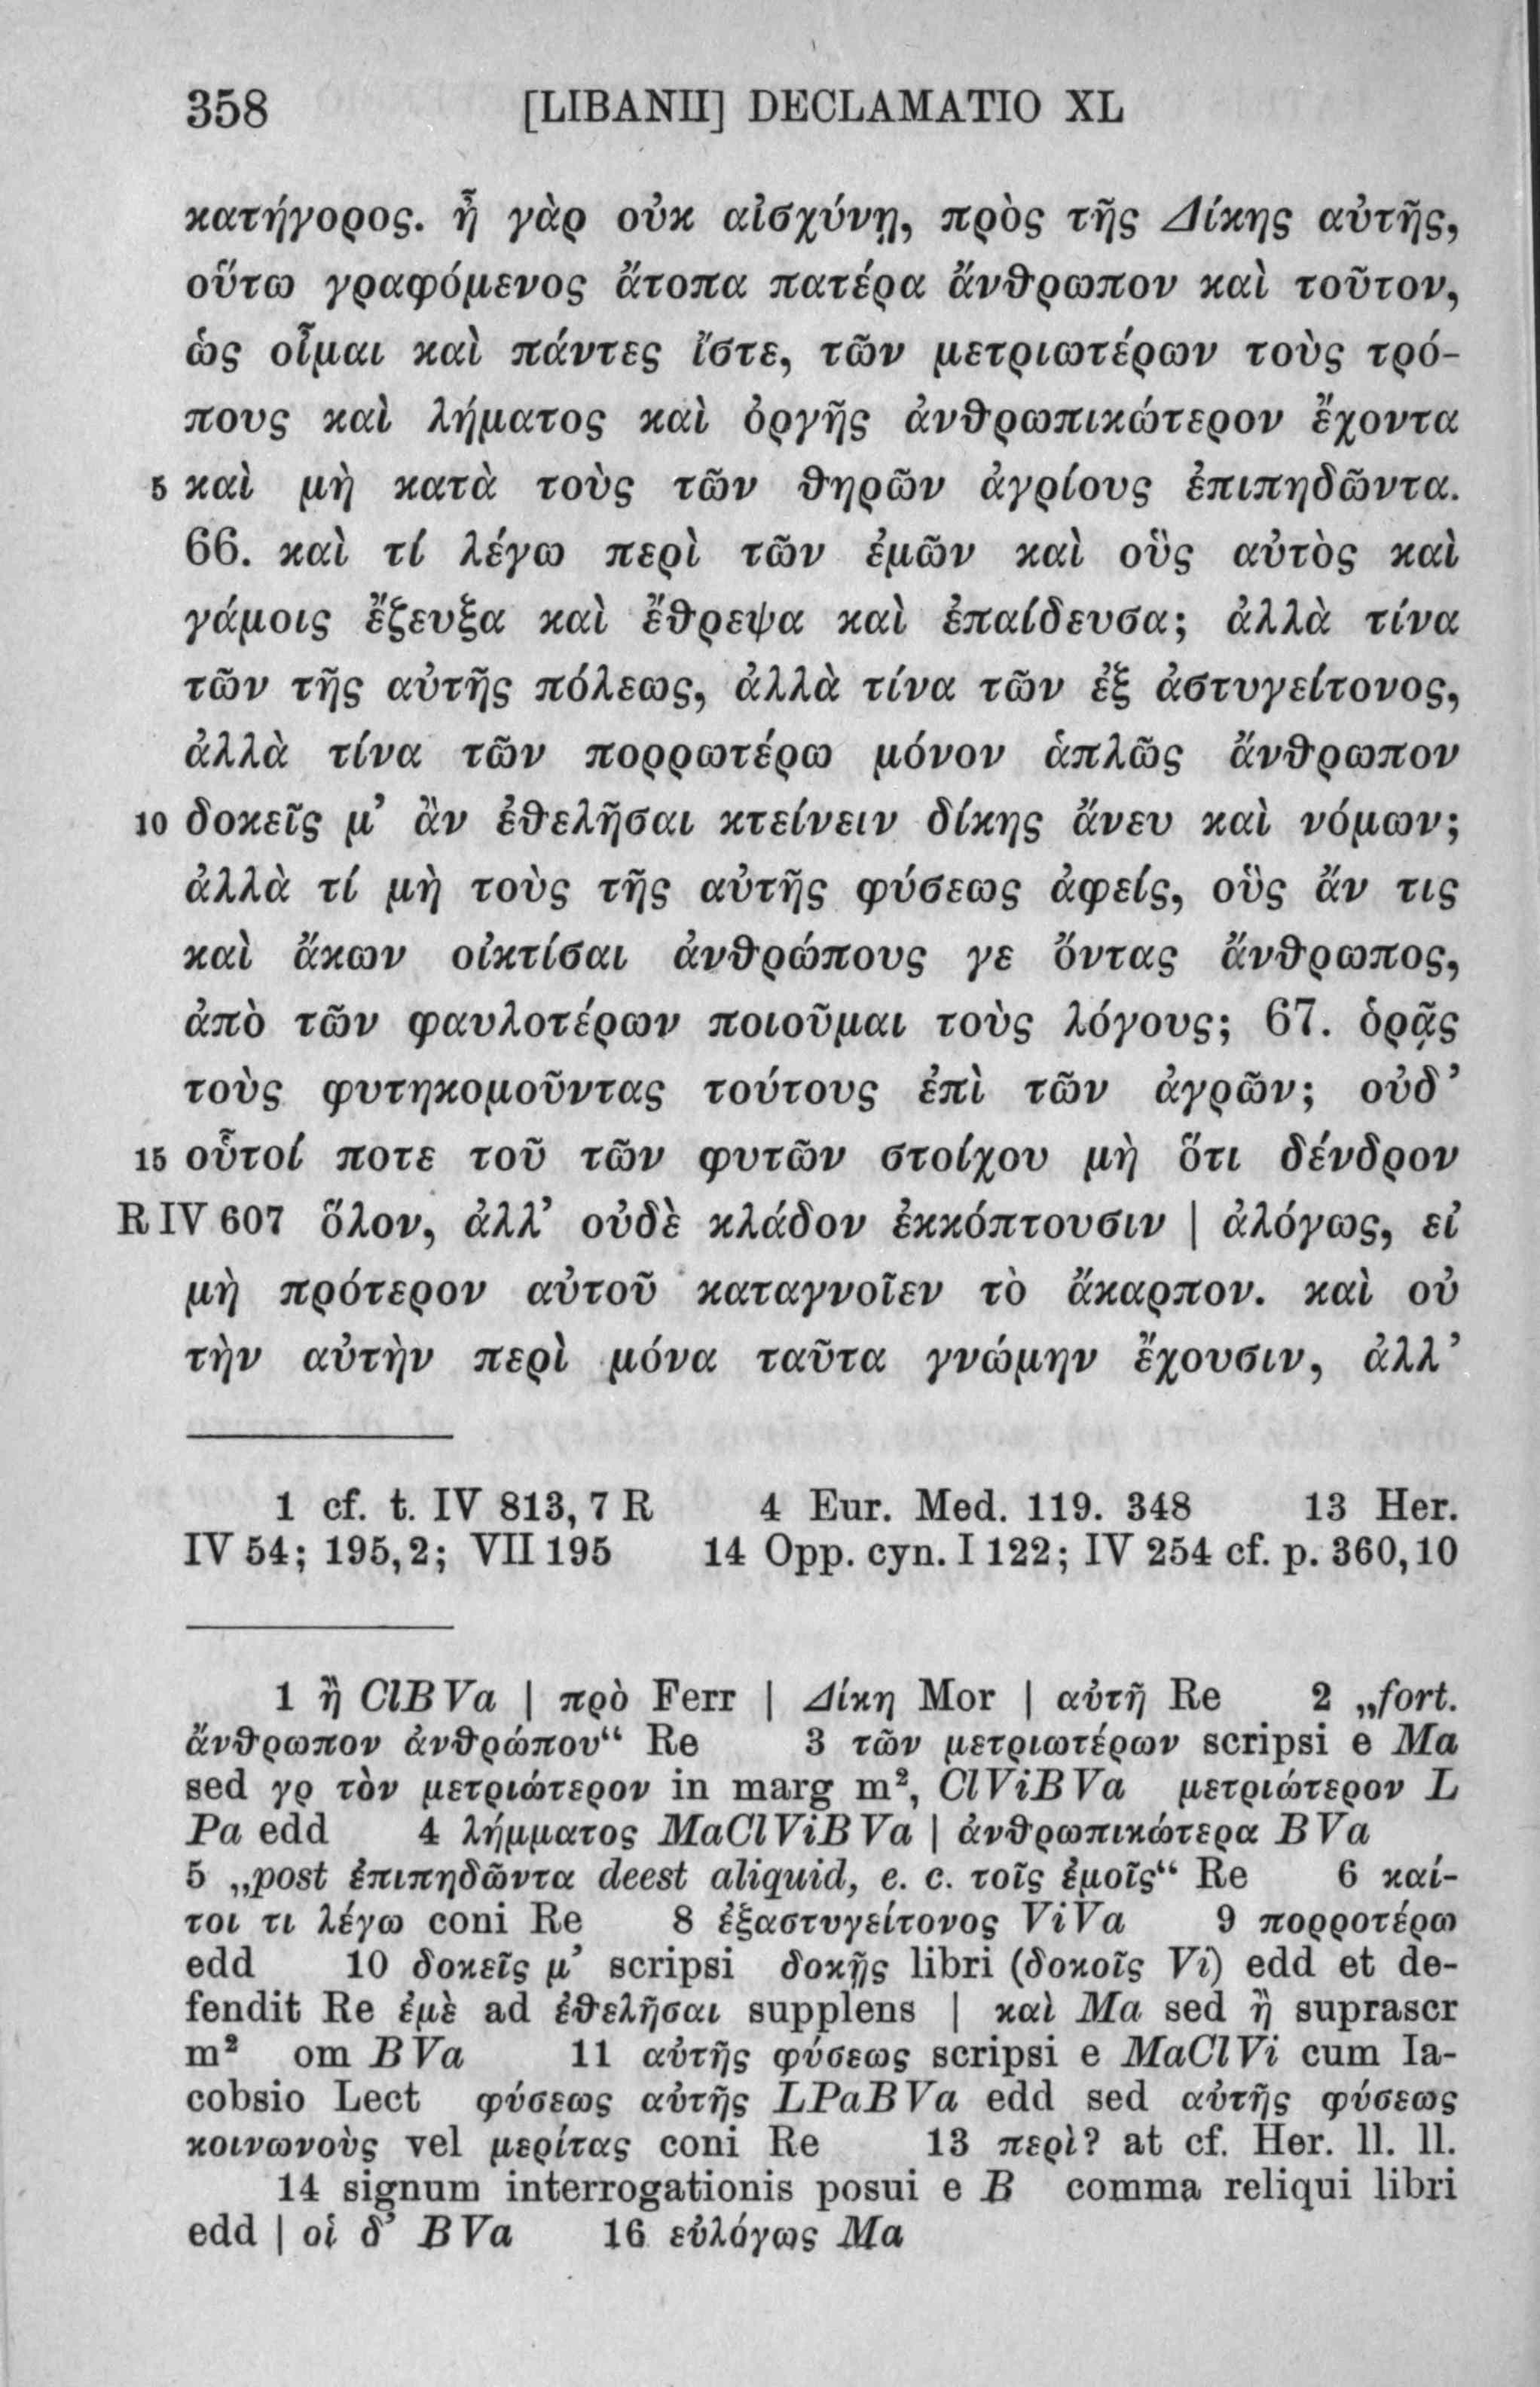 358 [LIBANII] DECLAMATIO XL
κατήγορος. ἦ γὰρ οὐκ αἰσχύνῃ, πρὸς τῆς Δίκης αὐτῆς,
οὕτω γραφόμενος ἄτοπα πατέρα ἄνθρωπον καὶ τοῦτον,
ὡς οἶμαι καὶ πάντες ἴστε, τῶν μετριωτέρων τοὺς τρό-
πους καὶ λήματος καὶ ὀργῆς ἀνθρωπικώτερον ἔχοντα
5 καὶ μὴ κατὰ τοὺς τῶν θηρῶν ἀγρίους ἐπιπηδῶντα.
66. καὶ τί λέγω περὶ τῶν ἐμῶν καὶ οὓς αὐτὸς καὶ
γάμοις ἔζευξα καὶ ἔθρεψα καὶ ἐπαίδευσα; ἀλλὰ τίνα
τῶν τῆς αὐτῆς πόλεως, ἀλλὰ τίνα τῶν ἐξ ἀστυγείτονος,
ἀλλὰ τίνα τῶν πορρωτέρω μόνον ἁπλῶς ἄνθρωπον
10 δοκεῖς μ’ ἂν ἐθελῆσαι κτείνειν δίκης ἄνευ καὶ νόμων;
ἀλλὰ τί μὴ τοὺς τῆς αὐτῆς φύσεως ἀφείς, οὓς ἄν τις
καὶ ἄκων οἰκτίσαι ἀνθρώπους γε ὄντας ἄνθρωπος,
ἀπὸ τῶν φαυλοτέρων ποιοῦμαι τοὺς λόγους; 67. ὁρᾷς
τοὺς φυτηκομοῦντας τούτους ἐπὶ τῶν ἀγρῶν; οὐδ’
15 οὗτοί ποτε τοῦ τῶν φυτῶν στοίχου μὴ ὅτι δένδρον
R IV 607 ὅλον, ἀλλ’ οὐδὲ κλάδον ἐκκόπτουσιν | ἀλόγως, εἰ
μὴ πρότερον αὐτοῦ καταγνοῖεν τὸ ἄκαρπον. καὶ οὐ
τὴν αὐτὴν περὶ μόνα ταῦτα γνώμην ἔχουσιν, ἀλλ’
1 cf. t. IV 813, 7 R 4 Eur. Med. 119. 348 13 Her.
IV 54; 195,2; VII 195 14 Opp. cyn. I 122; IV 254 cf. p. 360,10
1 ἢ ClBVa | πρὸ Ferr | Δίκη Mor | αὐτῆ Re 2 „fort.
ἄνθρωπον ἀνθρώπου“ Re 3 τῶν μετριωτέρων scripsi e Ma
sed γρ τὸν μετριώτερον in marg m², ClViBVa μετριώτερον L
Pa edd 4 λήμματος MaClViBVa | ἀνθρωπικώτερα BVa
5 „post ἐπιπηδῶντα deest aliquid, e. c. τοῖς ἐμοῖς“ Re 6 καί-
τοι τι λέγω coni Re 8 ἐξαστυγείτονος ViVa 9 πορροτέρω
edd 10 δοκεῖς μ’ scripsi δοκῇς libri (δοκοῖς Vi) edd et de-
fendit Re ἐμὲ ad ἐθελῆσαι supplens | καὶ Ma sed ἢ suprascr
m² om BVa 11 αὐτῆς φύσεως scripsi e MaClVi cum Ia-
cobsio Lect φύσεως αὐτῆς LPaBVa edd sed αὐτῆς φύσεως
κοινωνοὺς vel μερίτας coni Re 13 περὶ? at cf. Her. ll. ll.
14 signum interrogationis posui e B comma reliqui libri
edd | οἱ δ’ BVa 16 εὐλόγως Ma